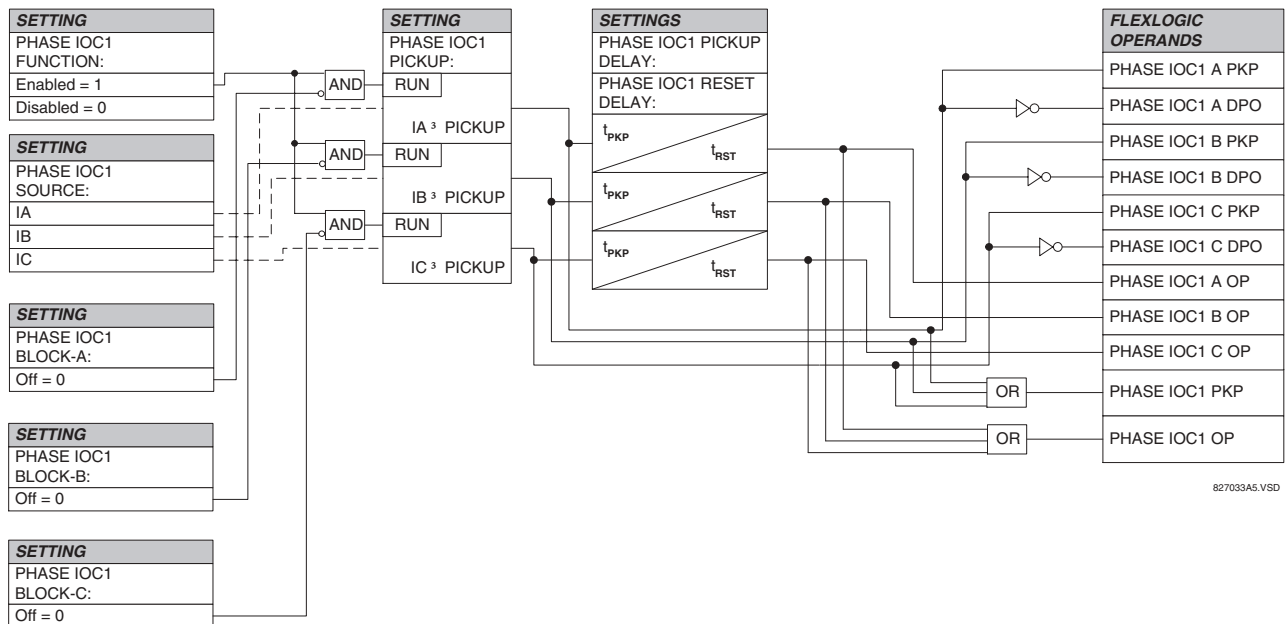 SETTING
PHASE IOC1
FUNCTION:
Enabled = 1
Disabled = 0
SETTING
PHASE IOC1
SOURCE:
IA
IB
IC
SETTING
PHASE IOC1
BLOCK-A:
Off = 0
SETTING
PHASE IOC1
BLOCK-B:
Off = 0
SETTING
PHASE IOC1
BLOCK-C:
Off = 0
AND
AND
AND
SETTING
PHASE IOC1
PICKUP:
RUN
IA ³ PICKUP
RUN
IB ³ PICKUP
RUN
IC ³ PICKUP
SETTINGS
PHASE IOC1 PICKUP
DELAY:
PHASE IOC1 RESET
DELAY:
tPKP
tRST
tPKP
tRST
tPKP
tRST
OR
OR
FLEXLOGIC
OPERANDS
PHASE IOC1 A PKP
PHASE IOC1 A DPO
PHASE IOC1 B PKP
PHASE IOC1 B DPO
PHASE IOC1 C PKP
PHASE IOC1 C DPO
PHASE IOC1 A OP
PHASE IOC1 B OP
PHASE IOC1 C OP
PHASE IOC1 PKP
PHASE IOC1 OP
827033A5.VSD